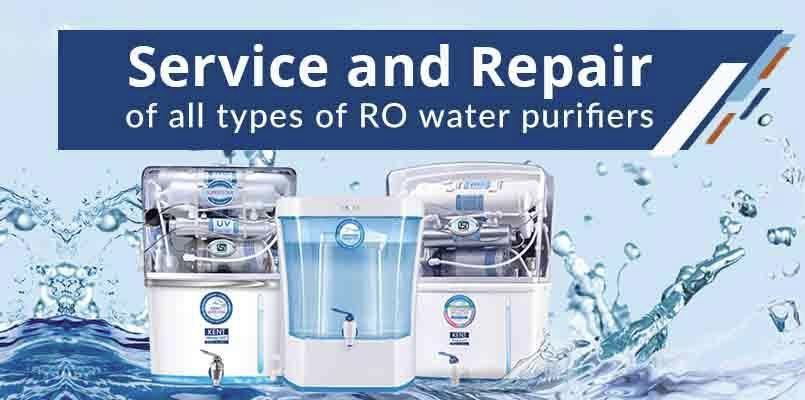 Service and Repair
of all types of RO water purifiers
UV
KENT
KENT